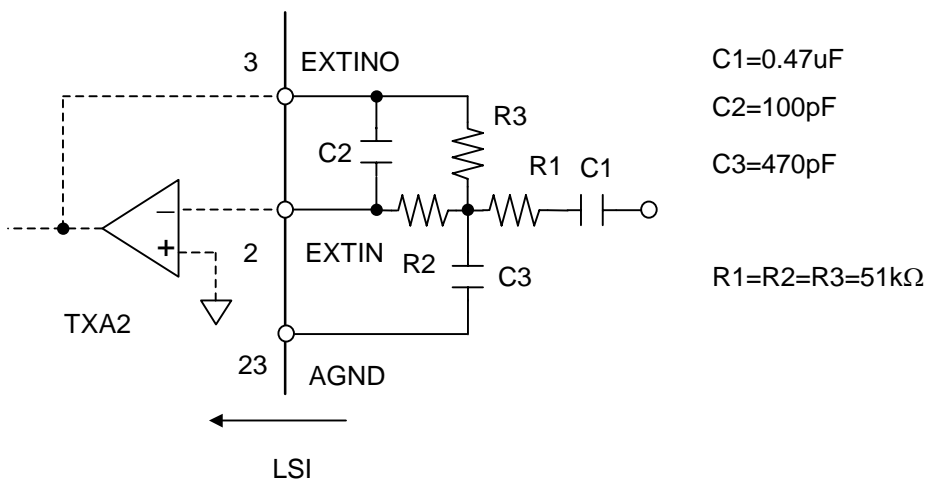 3 EXTINO
C1=0.47uF
C2=100pF
R3
C2
R1 C1
C3=470pF
−
+
2
EXTIN
R2
C3
R1=R2=R3=51kΩ
TXA2
23
AGND
LSI